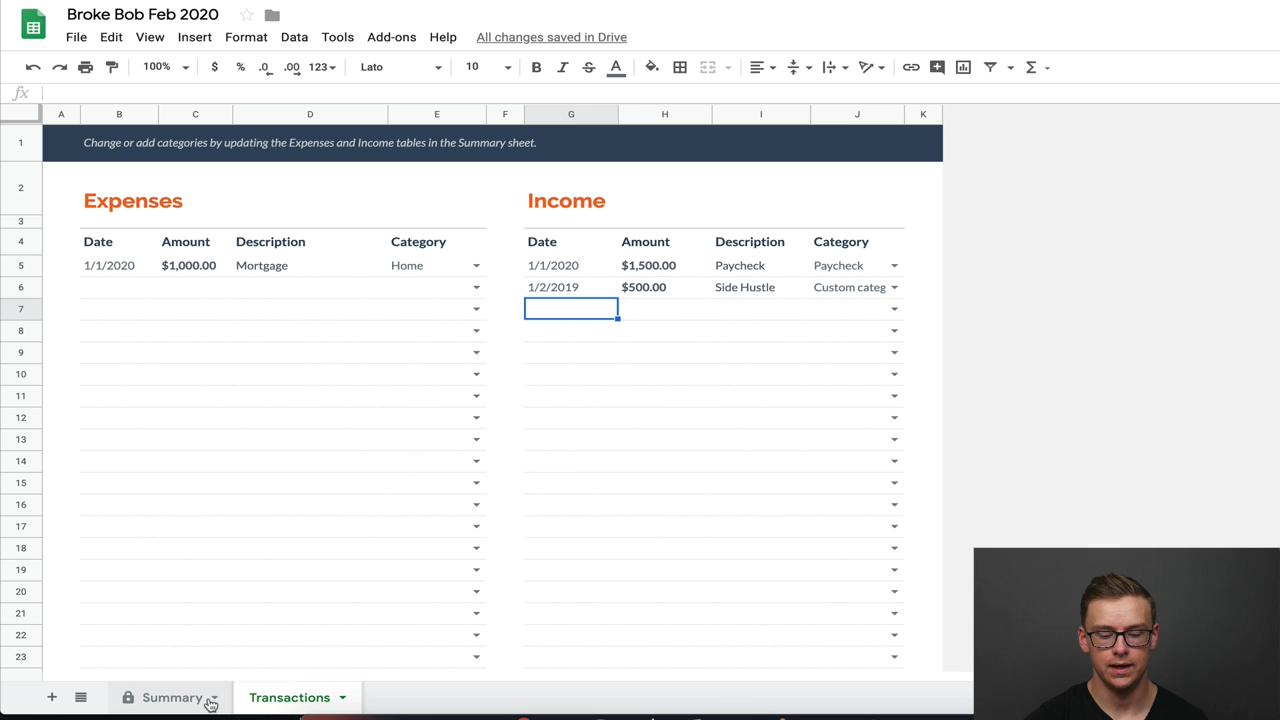 Broke Bob Feb 2020
File Edit View Insert Format Data Tools Add-ons Help All changes saved in Drive
100% $ % .0 .00 123 Lato 10 B I S A
fx
A B C D E F G H I J K
1 Change or add categories by updating the Expenses and Income tables in the Summary sheet.
2 Expenses Income
3
4 Date Amount Description Category Date Amount Description Category
5 1/1/2020 $1,000.00 Mortgage Home 1/1/2020 $1,500.00 Paycheck Paycheck
6 1/2/2019 $500.00 Side Hustle Custom categ
7
8
9
10
11
12
13
14
15
16
17
18
19
20
21
22
23
Summary Transactions